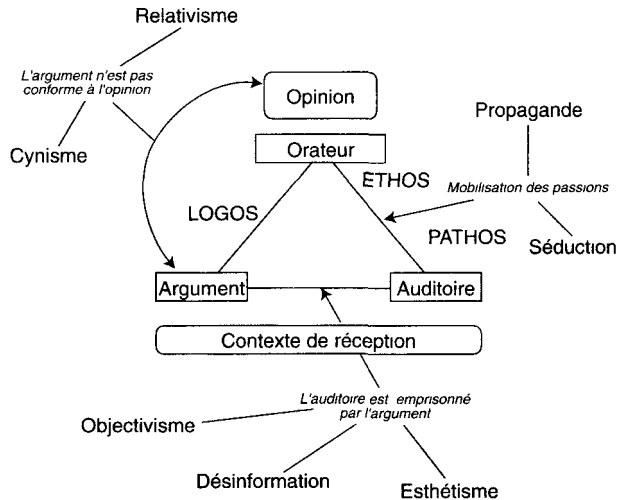 Relativisme
L'argument n'est pas
conforme à l'opinion
Opinion
Propagande
Cynisme
Orateur
ETHOS
Mobilisation des passions
LOGOS
PATHOS
Séduction
Argument
Auditoire
Contexte de réception
L'auditoire est emprisonné
par l'argument
Objectivisme
Désinformation
Esthétisme